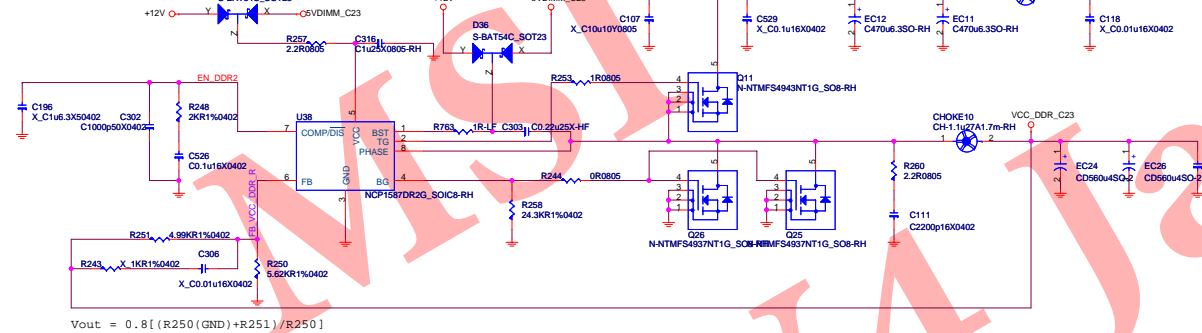 +12V
5VDIMM_C23
D36
S-BAT54C_SOT23
C107
X_C10u10Y0805
C529
X_C0.1u16X0402
EC12
C470u6.3SO-RH
EC11
C470u6.3SO-RH
C118
X_C0.1u16X0402
R257
2.2R0805
C316
C1u25X0805-RH
EN_DDR2
R253
1R0805
Q11
N-NTMFS4943NT1G_SO8-RH
C196
X_C1u6.3X50402
C302
C1000p50X0402
R248
2KR1%0402
C526
C0.1u16X0402
U38
COMP/DIS
VCC
BST
TG
PHASE
FB
GND
BG
NCP1587DR2G_SOIC8-RH
R763
1R-LF
C303
C0.22u25X-HF
CHOKE10
CH-1.1u27A1.7m-RH
VCC_DDR_C23
EC24
CD560u4SO-2
EC26
CD560u4SO-2
R244
0R0805
R258
24.3KR1%0402
Q26
N-NTMFS4937NT1G_SO8-RH
Q25
N-NTMFS4937NT1G_SO8-RH
R260
2.2R0805
C111
C2200p16X0402
FB_VCC_DDR_R
R251
4.99KR1%0402
R243
X_1KR1%0402
C306
X_C0.01u16X0402
R250
5.62KR1%0402
Vout = 0.8[(R250(GND)+R251)/R250]
MSI